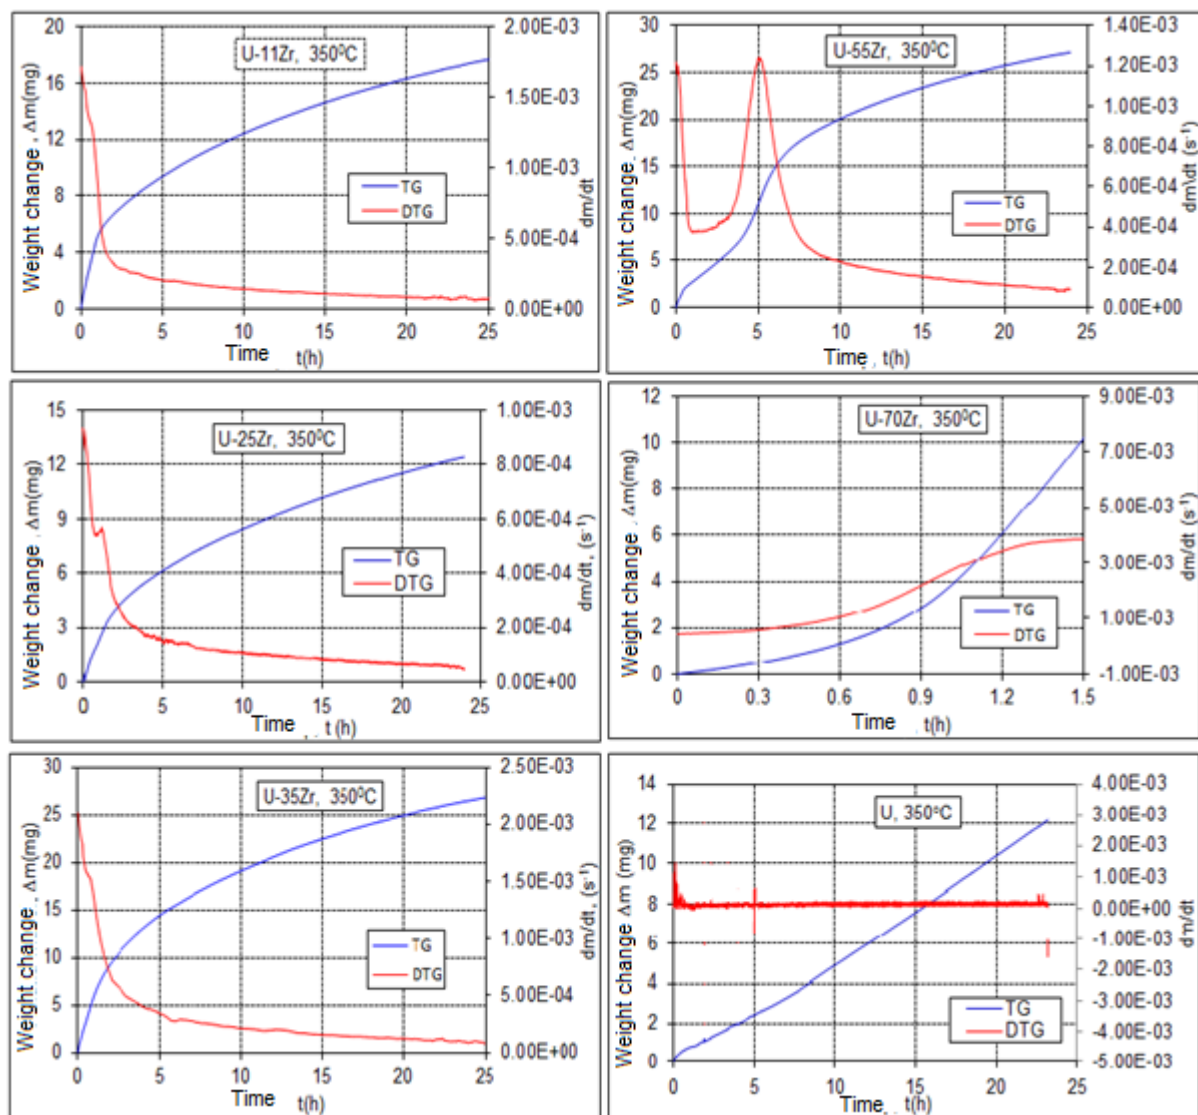 U-11Zr, 350⁰C
Weight change , Δm(mg)
20
16
12
8
4
0
2.00E-03
1.50E-03
1.00E-03
5.00E-04
0.00E+00
dm/dt
TG
DTG
0 5 10 15 20 25
Time t(h)
U-55Zr, 350⁰C
Weight change , Δm(mg)
30
25
20
15
10
5
0
1.40E-03
1.20E-03
1.00E-03
8.00E-04
6.00E-04
4.00E-04
2.00E-04
0.00E+00
dm\dt (s⁻¹)
TG
DTG
0 5 10 15 20 25
Time , t(h)
U-25Zr, 350⁰C
Weight change , Δm(mg)
15
12
9
6
3
0
1.00E-03
8.00E-04
6.00E-04
4.00E-04
2.00E-04
0.00E+00
dm/dt, (s⁻¹)
TG
DTG
0 5 10 15 20 25
Time , t (h)
U-70Zr, 350⁰C
Weight change , Δm(mg)
12
10
8
6
4
2
0
9.00E-03
7.00E-03
5.00E-03
3.00E-03
1.00E-03
-1.00E-03
dm/dt (s⁻¹)
TG
DTG
0 0.3 0.6 0.9 1.2 1.5
Time , t(h)
U-35Zr, 350⁰C
Weight change , Δm(mg)
30
25
20
15
10
5
0
2.50E-03
2.00E-03
1.50E-03
1.00E-03
5.00E-04
0.00E+00
dm/dt, (s⁻¹)
TG
DTG
0 5 10 15 20 25
Time t(h)
U, 350°C
Weight change Δm (mg)
14
12
10
8
6
4
2
0
4.00E-03
3.00E-03
2.00E-03
1.00E-03
0.00E+00
-1.00E-03
-2.00E-03
-3.00E-03
-4.00E-03
-5.00E-03
dm/dt
TG
DTG
0 5 10 15 20 25
Time , t(h)